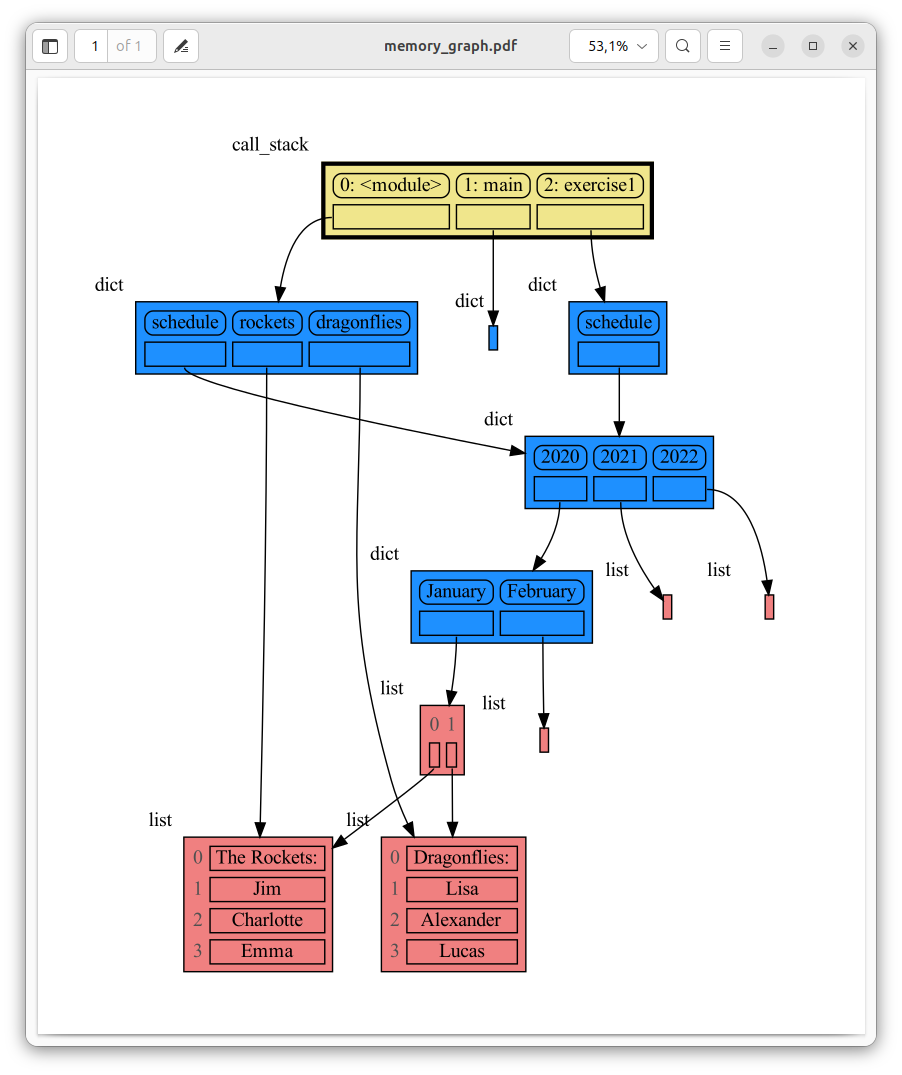 1 of 1 memory_graph.pdf 53,1%
call_stack
0: <module> 1: main 2: exercise1
dict dict dict
schedule rockets dragonflies schedule
dict
2020 2021 2022
dict list list
January February
list list
0 1
list list
0 The Rockets: 0 Dragonflies:
1 Jim 1 Lisa
2 Charlotte 2 Alexander
3 Emma 3 Lucas